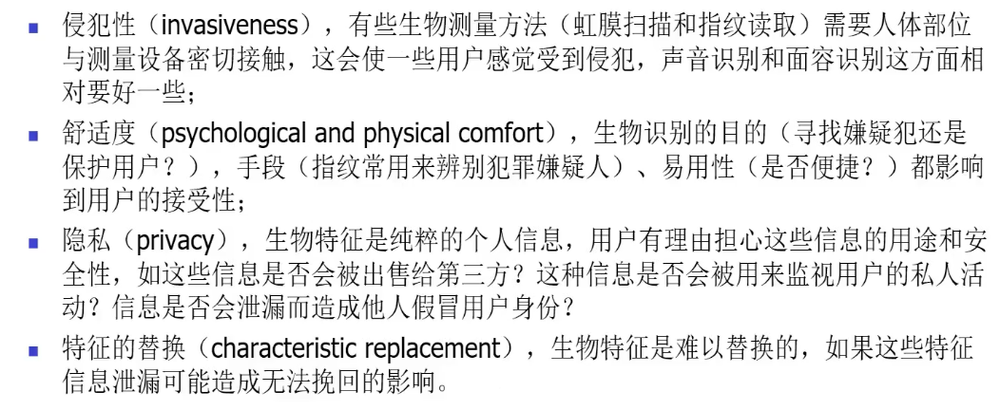 ▪ 侵犯性（invasiveness），有些生物测量方法（虹膜扫描和指纹读取）需要人体部位
与测量设备密切接触，这会使一些用户感觉受到侵犯，声音识别和面容识别这方面相
对要好一些；
▪ 舒适度（psychological and physical comfort），生物识别的目的（寻找嫌疑犯还是
保护用户？），手段（指纹常用来辨别犯罪嫌疑人）、易用性（是否便捷？）都影响
到用户的接受性；
▪ 隐私（privacy），生物特征是纯粹的个人信息，用户有理由担心这些信息的用途和安
全性，如这些信息是否会被出售给第三方？这种信息是否会被用来监视用户的私人活
动？信息是否会泄漏而造成他人假冒用户身份？
▪ 特征的替换（characteristic replacement），生物特征是难以替换的，如果这些特征
信息泄漏可能造成无法挽回的影响。